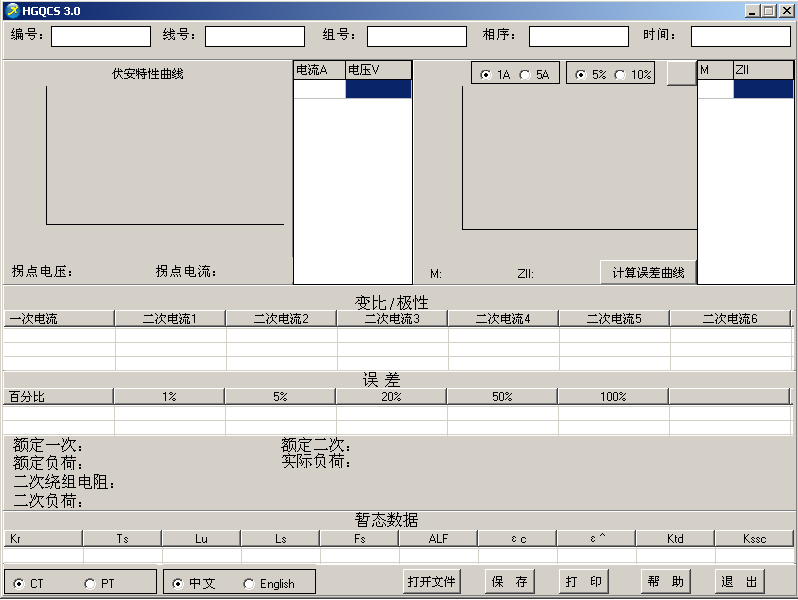 HGQCS 3.0
编号： 线号： 组号： 相序： 时间：
伏安特性曲线 电流A 电压V 1A 5A 5% 10% M ZII
拐点电压： 拐点电流： M: ZII: 计算误差曲线
变比/极性
一次电流 二次电流1 二次电流2 二次电流3 二次电流4 二次电流5 二次电流6
误 差
百分比 1% 5% 20% 50% 100%
额定一次： 额定二次：
额定负荷： 实际负荷：
二次绕组电阻：
二次负荷：
暂态数据
Kr Ts Lu Ls Fs ALF εc ε^ Ktd Kssc
CT PT 中文 English 打开文件 保 存 打 印 帮 助 退 出